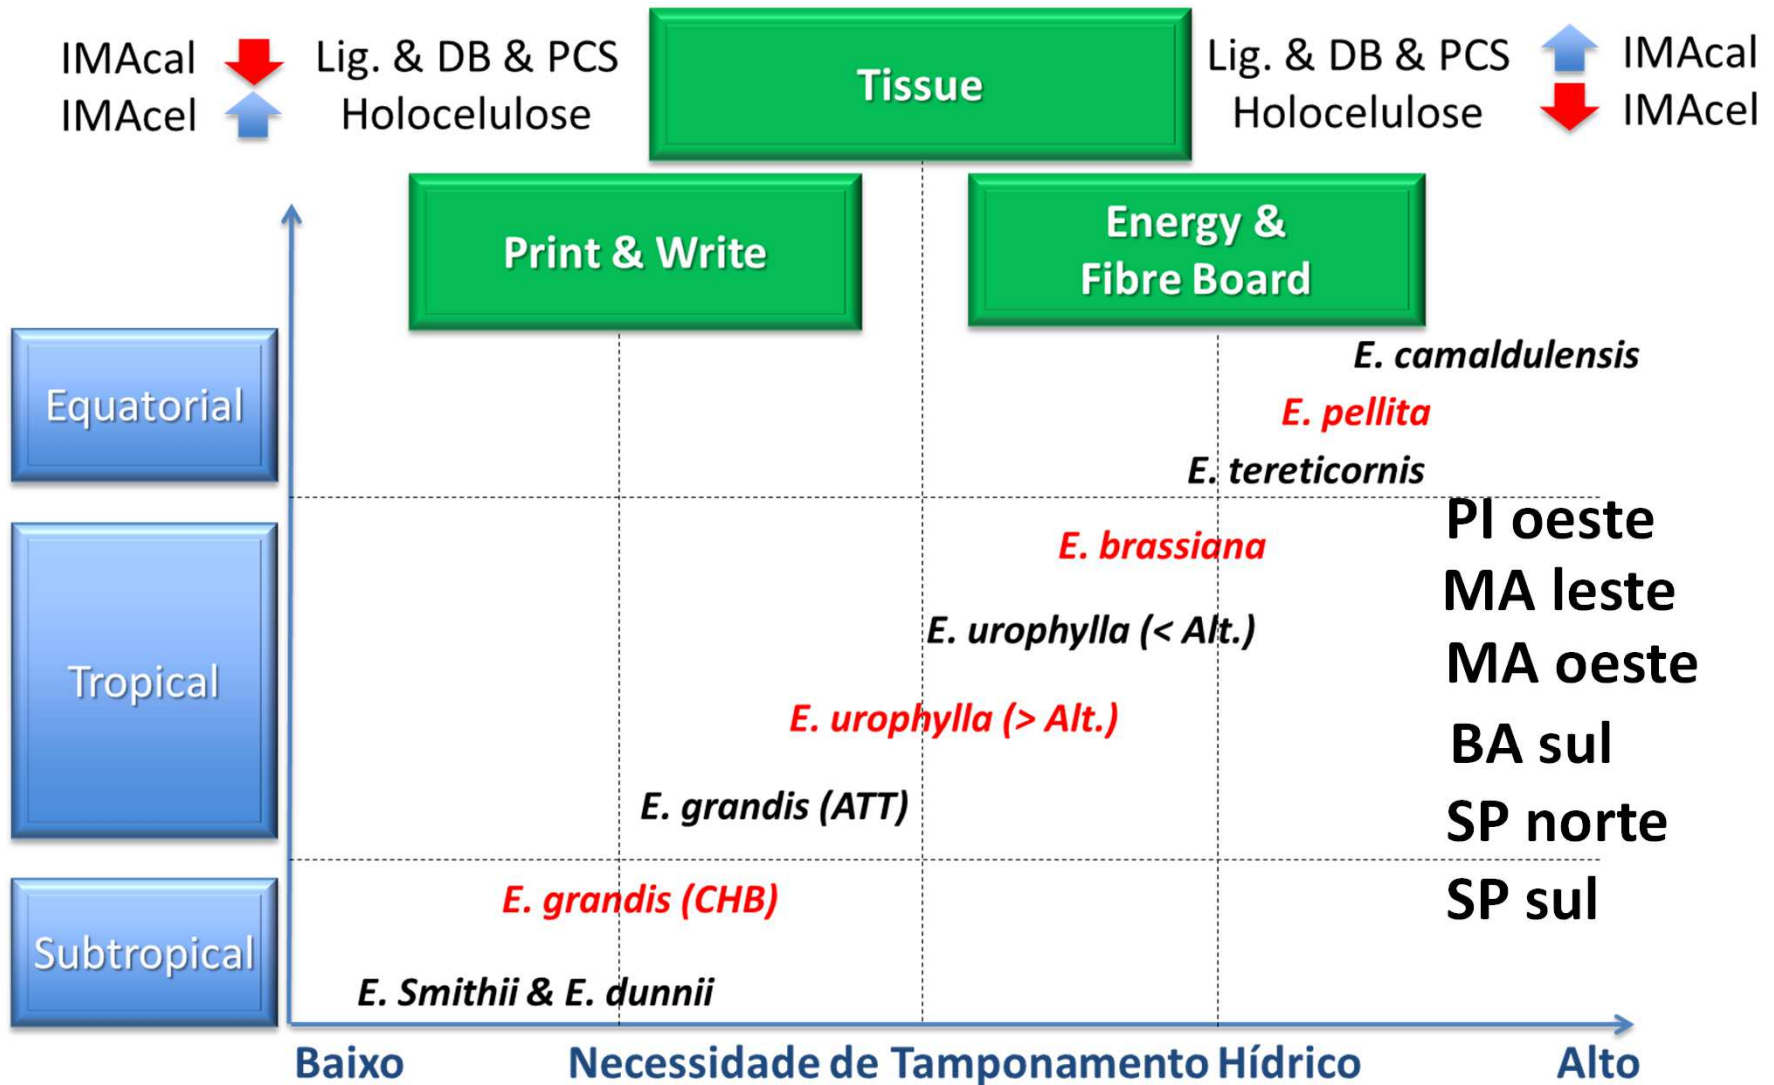 IMAcal Lig. & DB & PCS
IMAcel Holocelulose
Tissue
Lig. & DB & PCS IMAcal
Holocelulose IMAcel
Print & Write
Energy &
Fibre Board
Equatorial
E. camaldulensis
E. pellita
E. tereticornis
PI oeste
E. brassiana
MA leste
E. urophylla (< Alt.)
MA oeste
Tropical
E. urophylla (> Alt.)
BA sul
E. grandis (ATT)
SP norte
E. grandis (CHB)
SP sul
Subtropical
E. Smithii & E. dunnii
Baixo Necessidade de Tamponamento Hídrico Alto